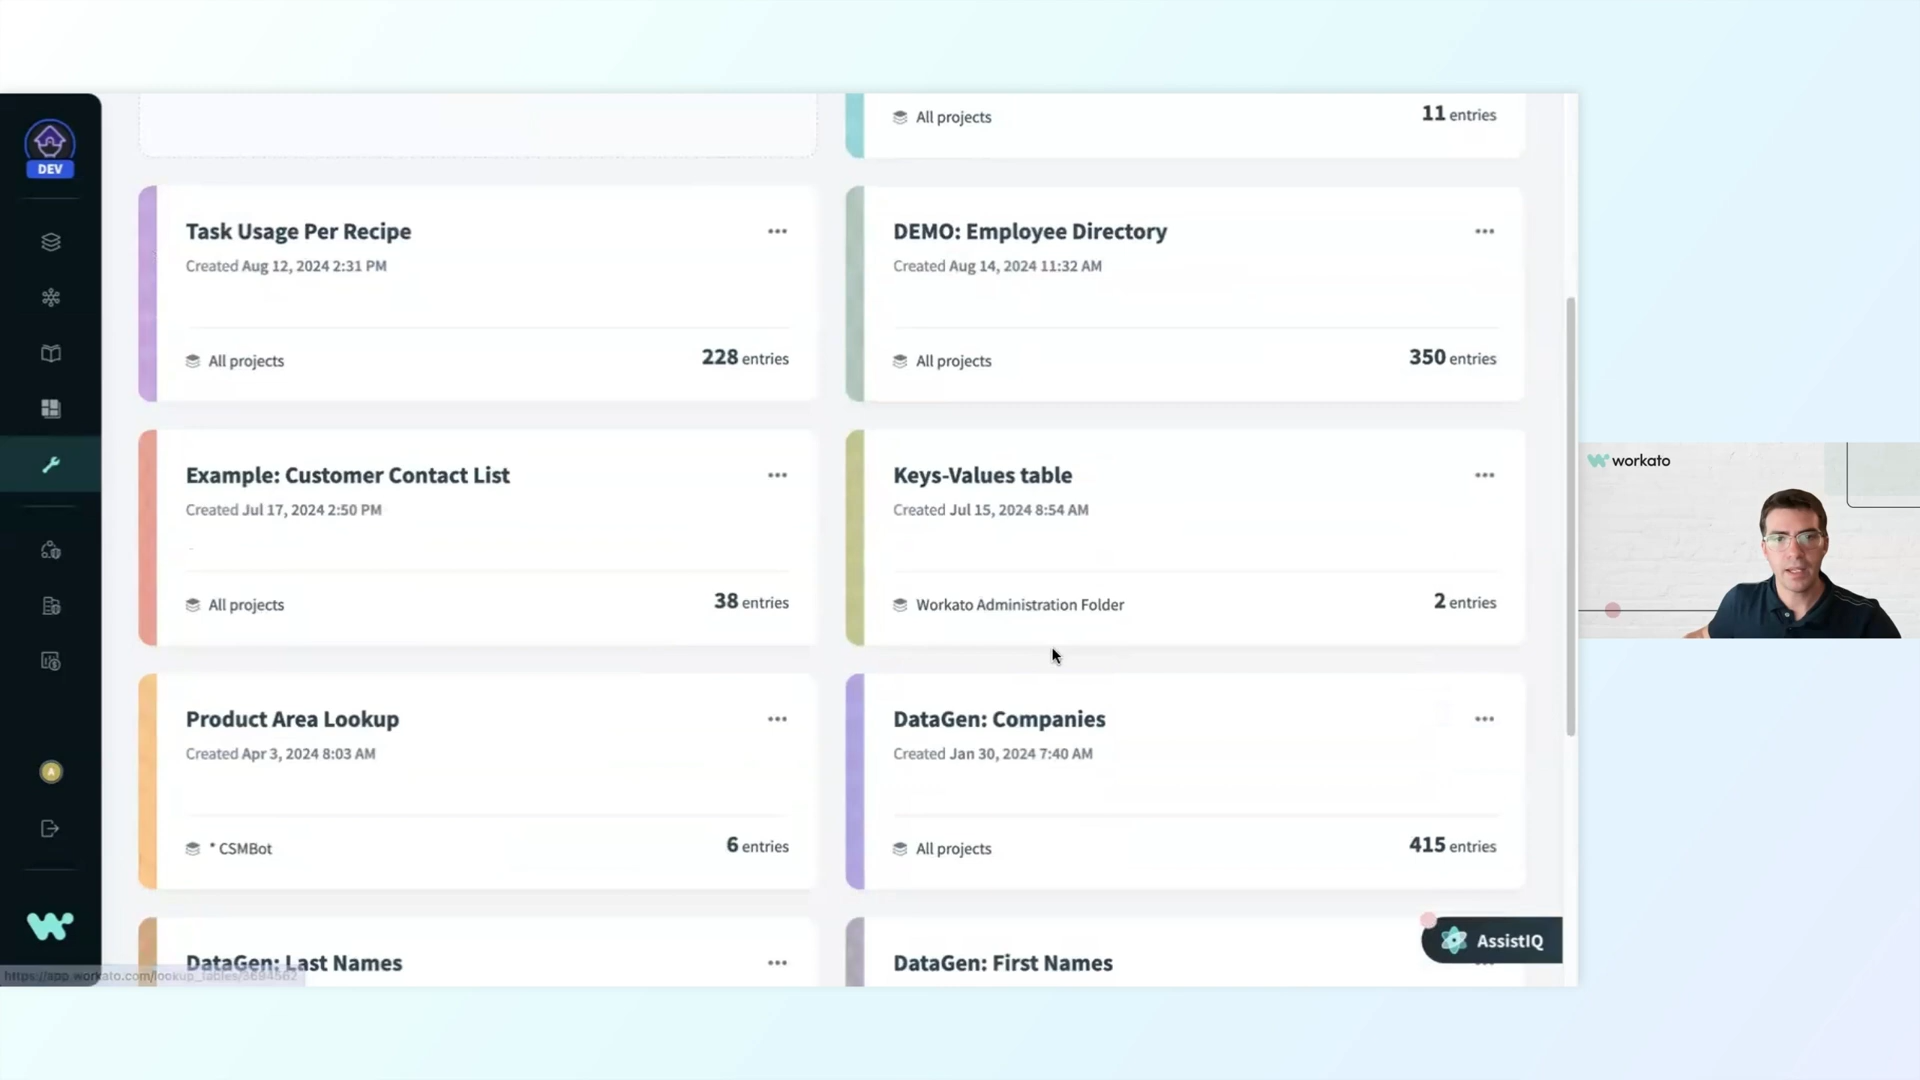 DEV
All projects
11 entries
Task Usage Per Recipe
Created Aug 12, 2024 2:31 PM
All projects
228 entries
DEMO: Employee Directory
Created Aug 14, 2024 11:32 AM
All projects
350 entries
Example: Customer Contact List
Created Jul 17, 2024 2:50 PM
All projects
38 entries
Keys-Values table
Created Jul 15, 2024 8:54 AM
Workato Administration Folder
2 entries
Product Area Lookup
Created Apr 3, 2024 8:03 AM
* CSMBot
6 entries
DataGen: Companies
Created Jan 30, 2024 7:40 AM
All projects
415 entries
DataGen: Last Names
DataGen: First Names
AssistIQ
A
workato